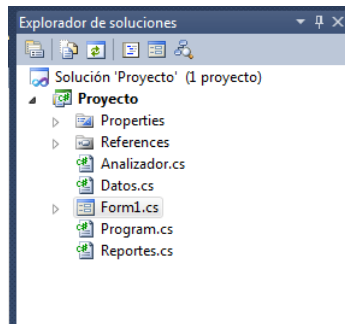 Explorador de soluciones
Solución 'Proyecto' (1 proyecto)
Proyecto
Properties
References
Analizador.cs
Datos.cs
Form1.cs
Program.cs
Reportes.cs